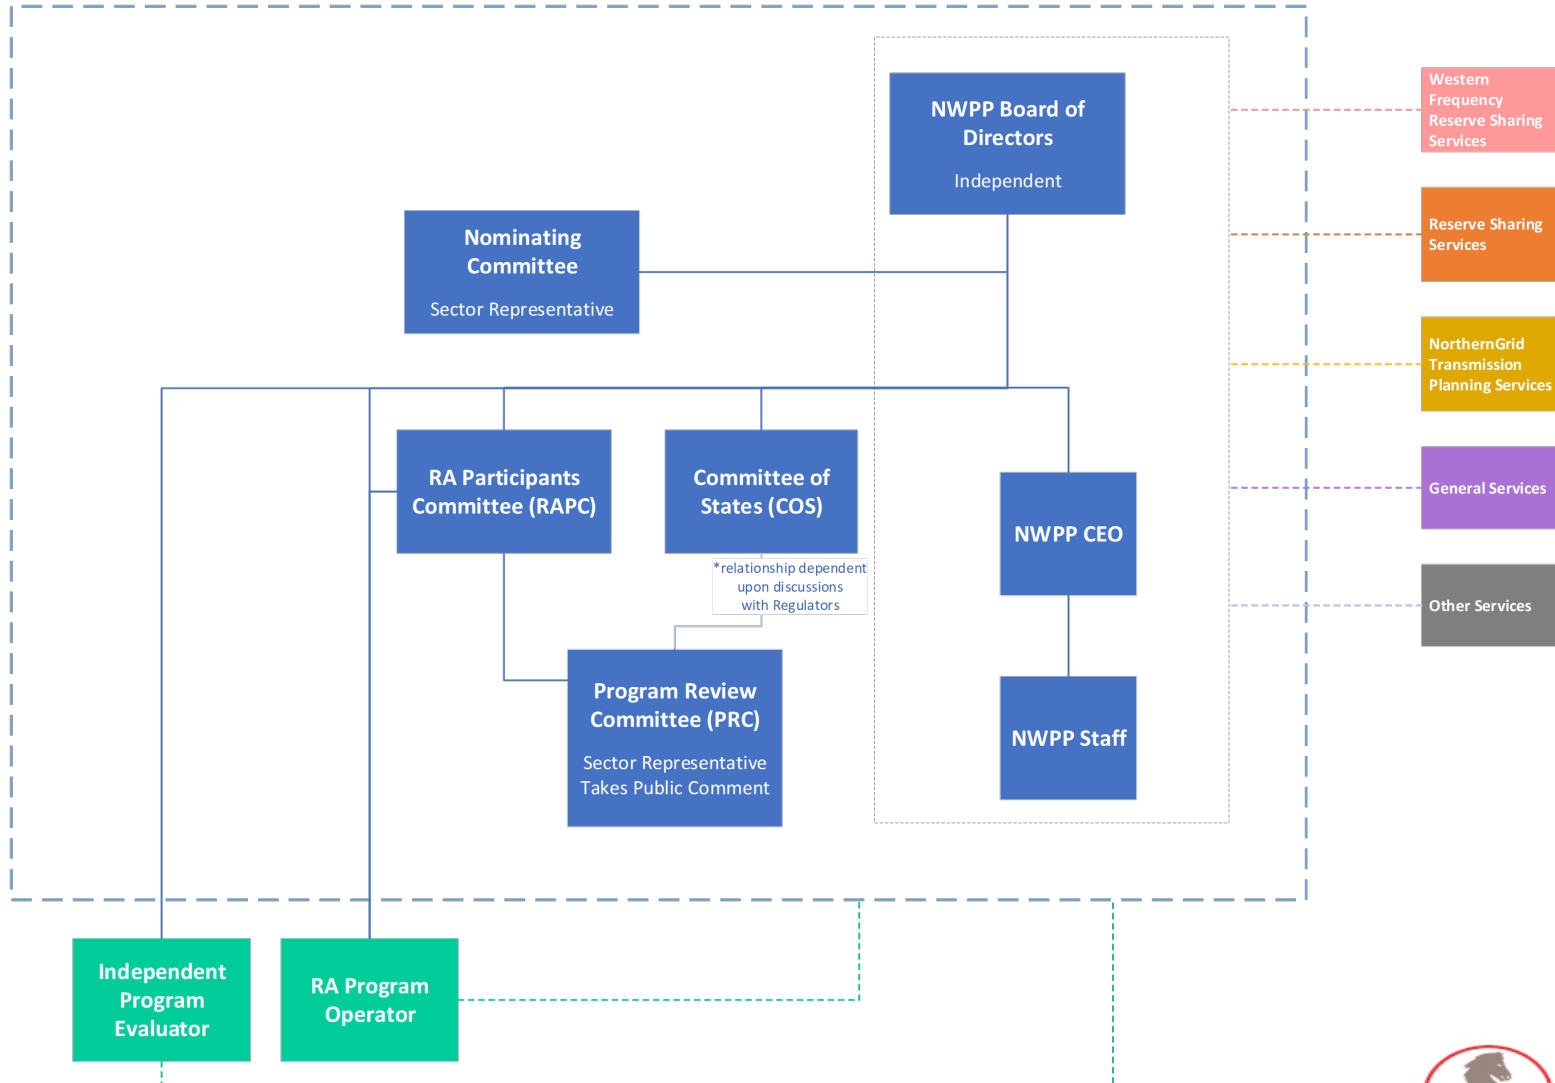 NWPP Board of
Directors
Independent
Nominating
Committee
Sector Representative
RA Participants
Committee (RAPC)
Committee of
States (COS)
*relationship dependent
upon discussions
with Regulators
NWPP CEO
Program Review
Committee (PRC)
Sector Representative
Takes Public Comment
NWPP Staff
Independent
Program
Evaluator
RA Program
Operator
Western
Frequency
Reserve Sharing
Services
Reserve Sharing
Services
NorthernGrid
Transmission
Planning Services
General Services
Other Services